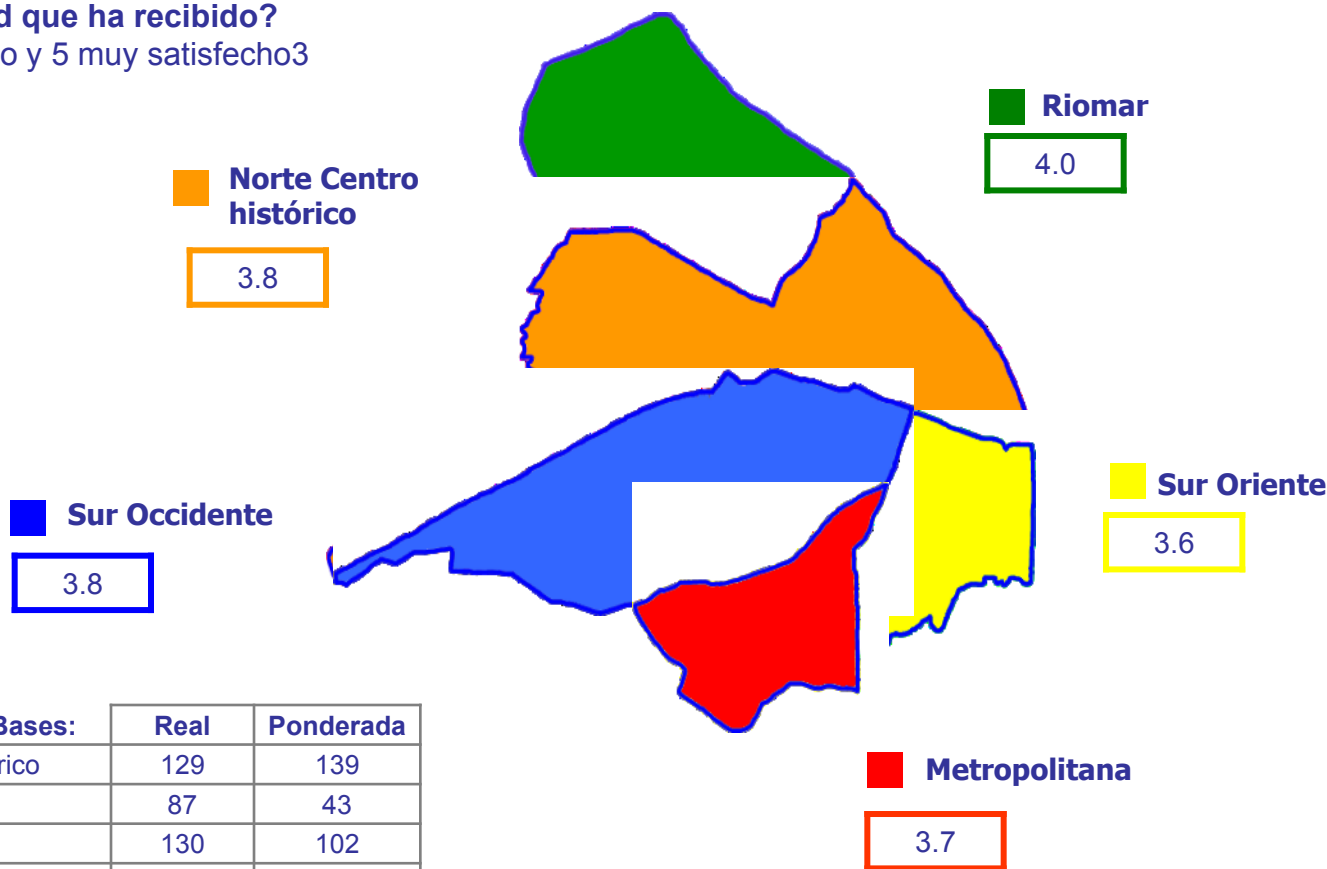 d que ha recibido?
o y 5 muy satisfecho3
Riomar
4.0
Norte Centro
histórico
3.8
Sur Oriente
3.6
Sur Occidente
3.8
Bases: Real Ponderada
rico 129 139
87 43
130 102
Metropolitana
3.7